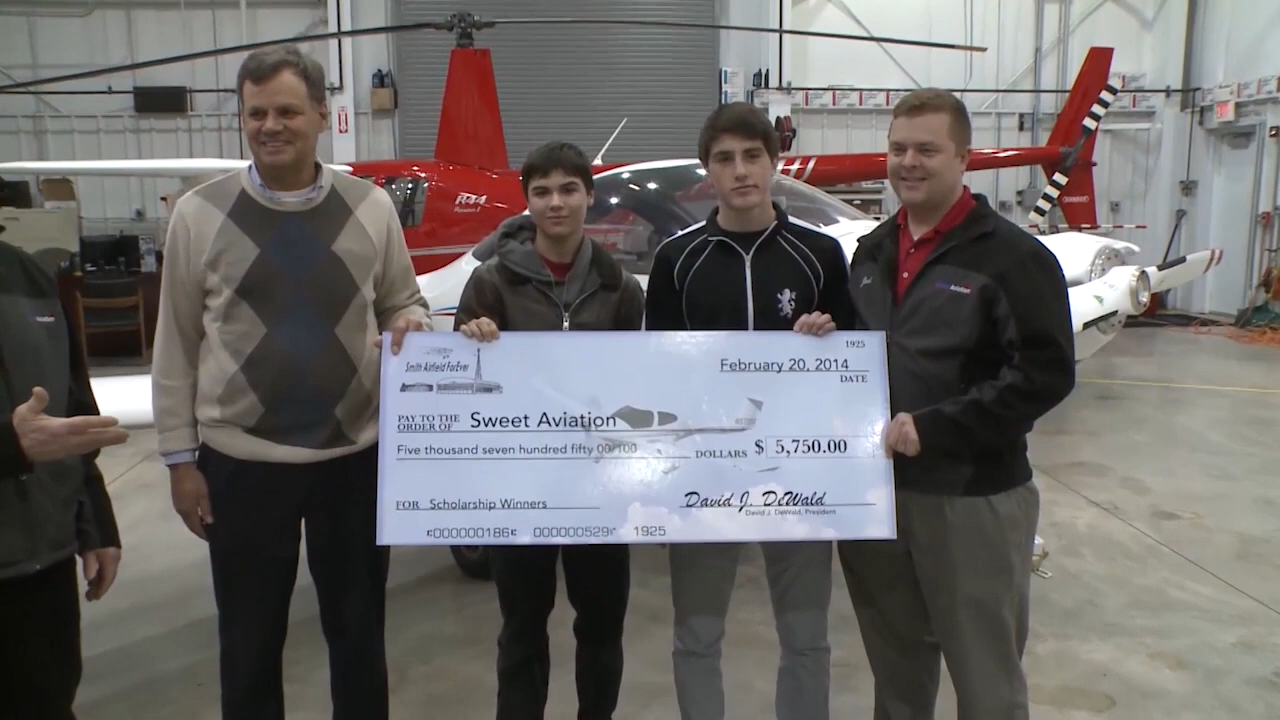 R44
Raven I
1925
Smith Airfield ForEver
February 20, 2014
DATE
PAY TO THE
ORDER OF Sweet Aviation
Five thousand seven hundred fifty 00/100 DOLLARS $ 5,750.00
FOR Scholarship Winners
David J. DeWald
David J. DeWald, President
⑈000000186⑈ 000000529⑈ 1925